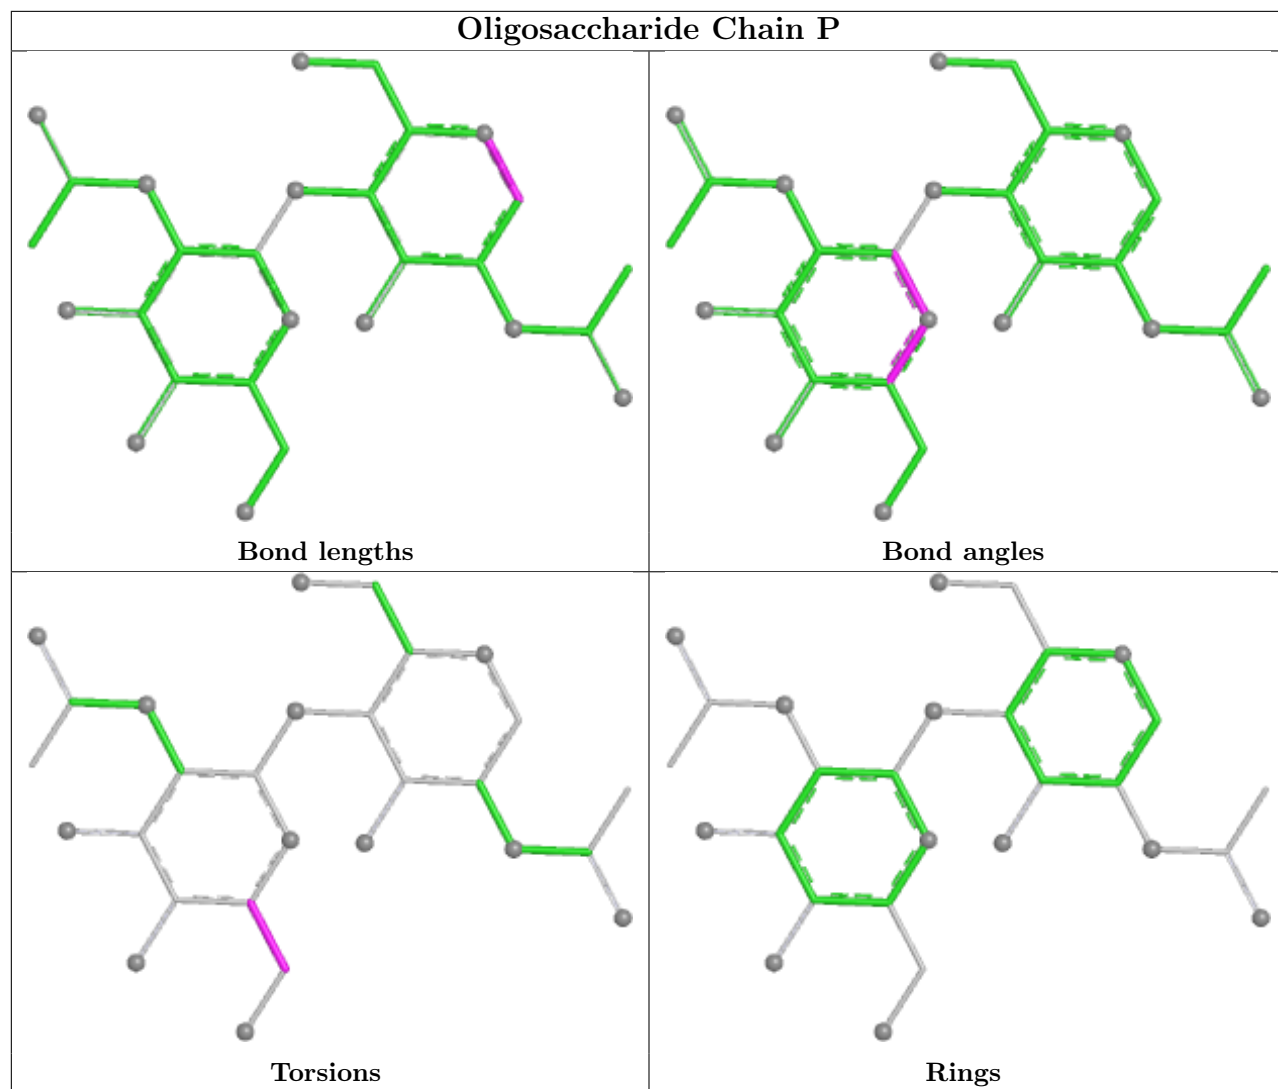 Oligosaccharide Chain P
Bond lengths
Bond angles
Torsions
Rings